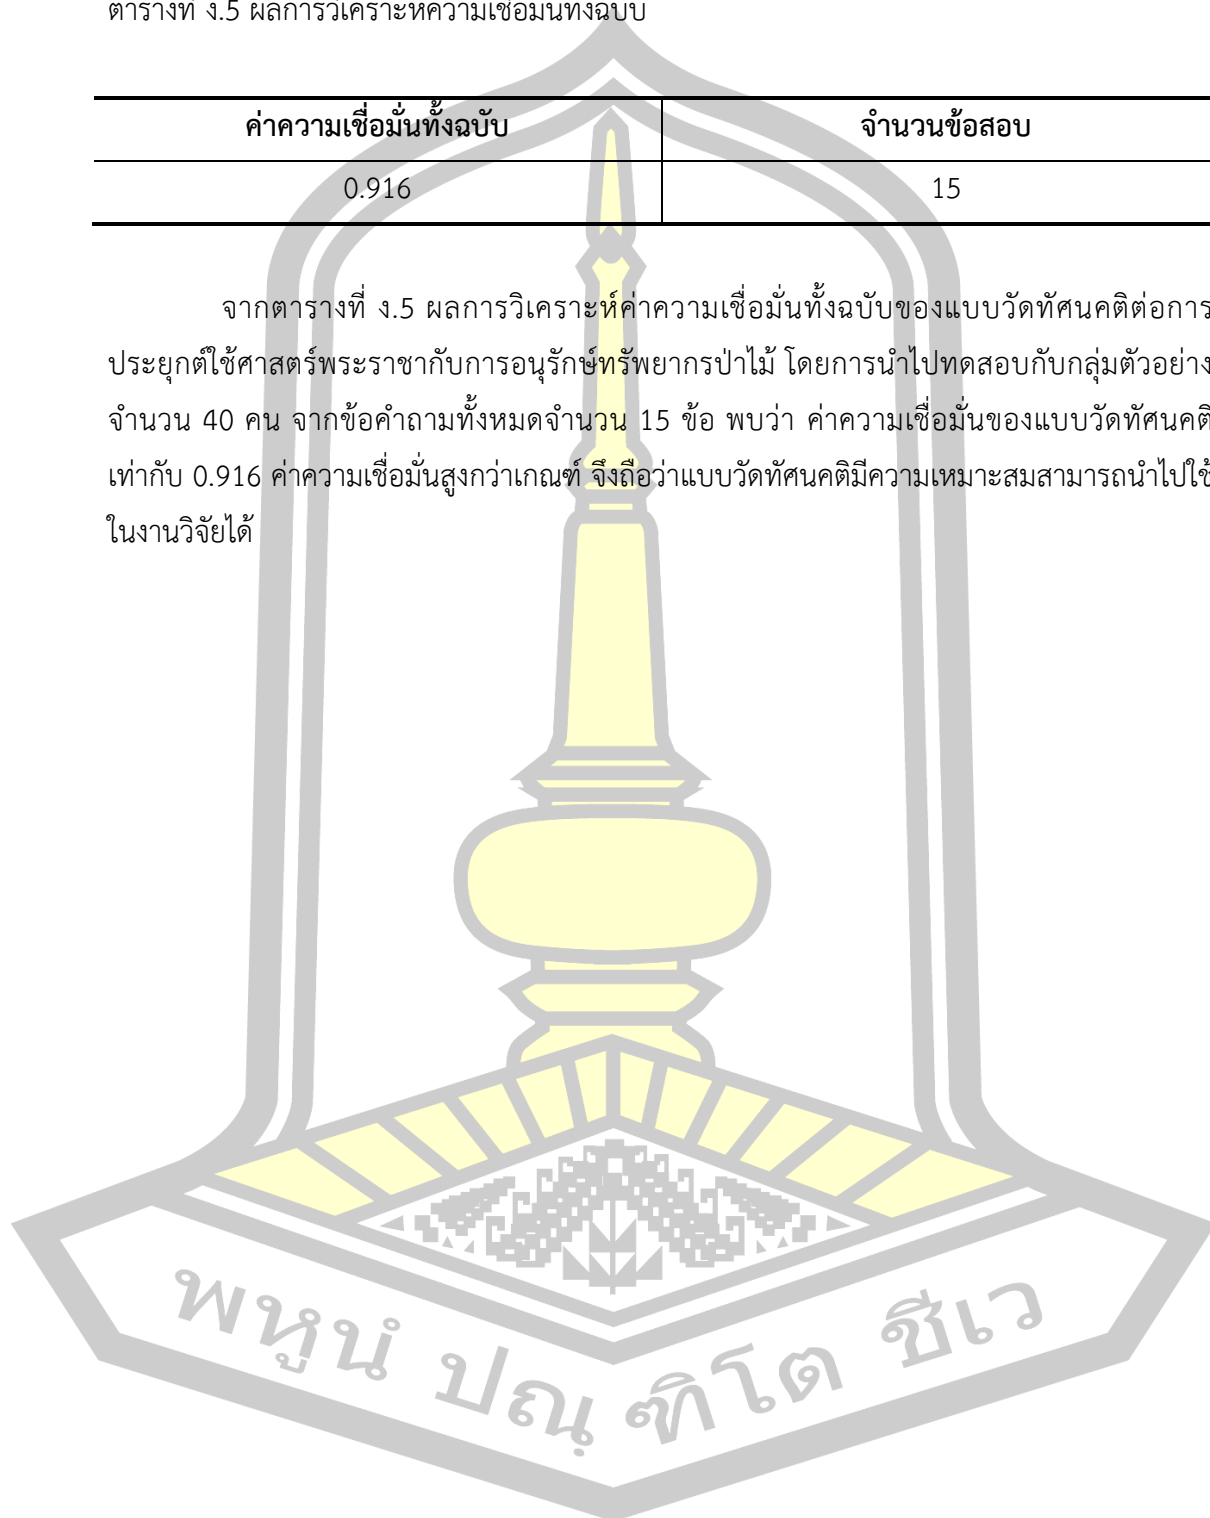 ตารางที่ ง.5 ผลการวิเคราะห์ความเชื่อมั่นทั้งฉบับ
ค่าความเชื่อมั่นทั้งฉบับ จำนวนข้อสอบ
0.916 15
จากตารางที่ ง.5 ผลการวิเคราะห์ค่าความเชื่อมั่นทั้งฉบับของแบบวัดทัศนคติต่อการ
ประยุกต์ใช้ศาสตร์พระราชากับการอนุรักษ์ทรัพยากรป่าไม้ โดยการนำไปทดสอบกับกลุ่มตัวอย่าง
จำนวน 40 คน จากข้อคำถามทั้งหมดจำนวน 15 ข้อ พบว่า ค่าความเชื่อมั่นของแบบวัดทัศนคติ
เท่ากับ 0.916 ค่าความเชื่อมั่นสูงกว่าเกณฑ์ จึงถือว่าแบบวัดทัศนคติมีความเหมาะสมสามารถนำไปใช้
ในงานวิจัยได้
พหูนํ ปณฺฑิโต ชีเว